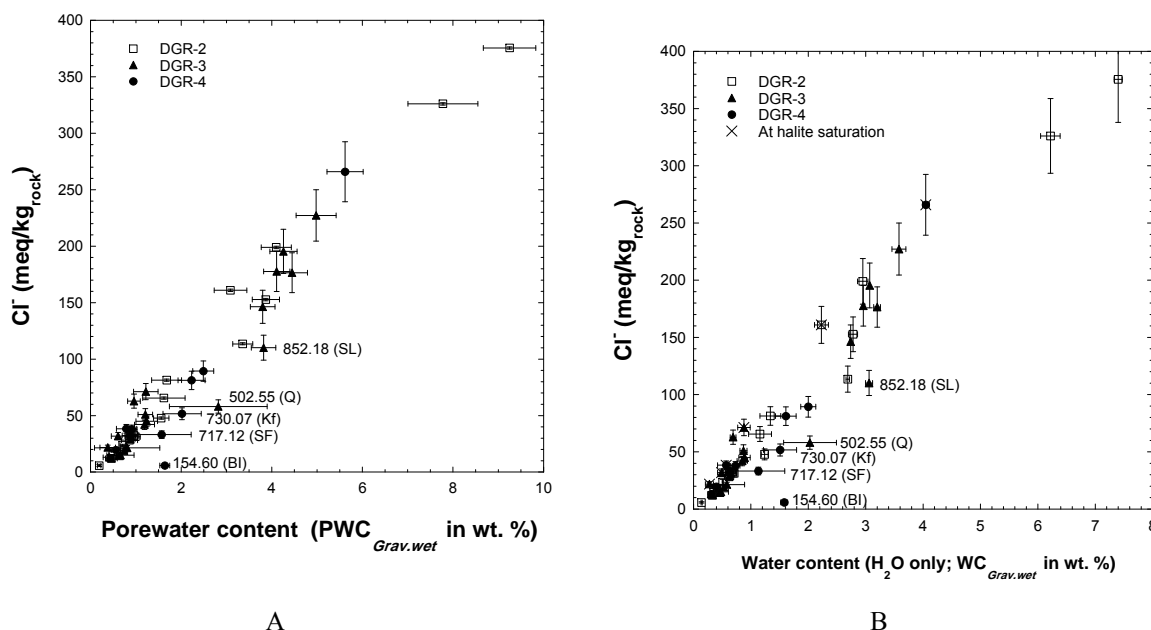 400
350
300
250
200
150
100
50
0
0 2 4 6 8 10
DGR-2
DGR-3
DGR-4
852.18 (SL)
502.55 (Q)
730.07 (Kf)
717.12 (SF)
154.60 (BI)
Cl⁻ (meq/kg_rock)
Porewater content (PWC_Grav.wet in wt. %)
A
400
350
300
250
200
150
100
50
0
0 1 2 3 4 5 6 7 8
DGR-2
DGR-3
DGR-4
At halite saturation
852.18 (SL)
502.55 (Q)
730.07 (Kf)
717.12 (SF)
154.60 (BI)
Cl⁻ (meq/kg_rock)
Water content (H₂O only; WC_Grav.wet in wt. %)
B